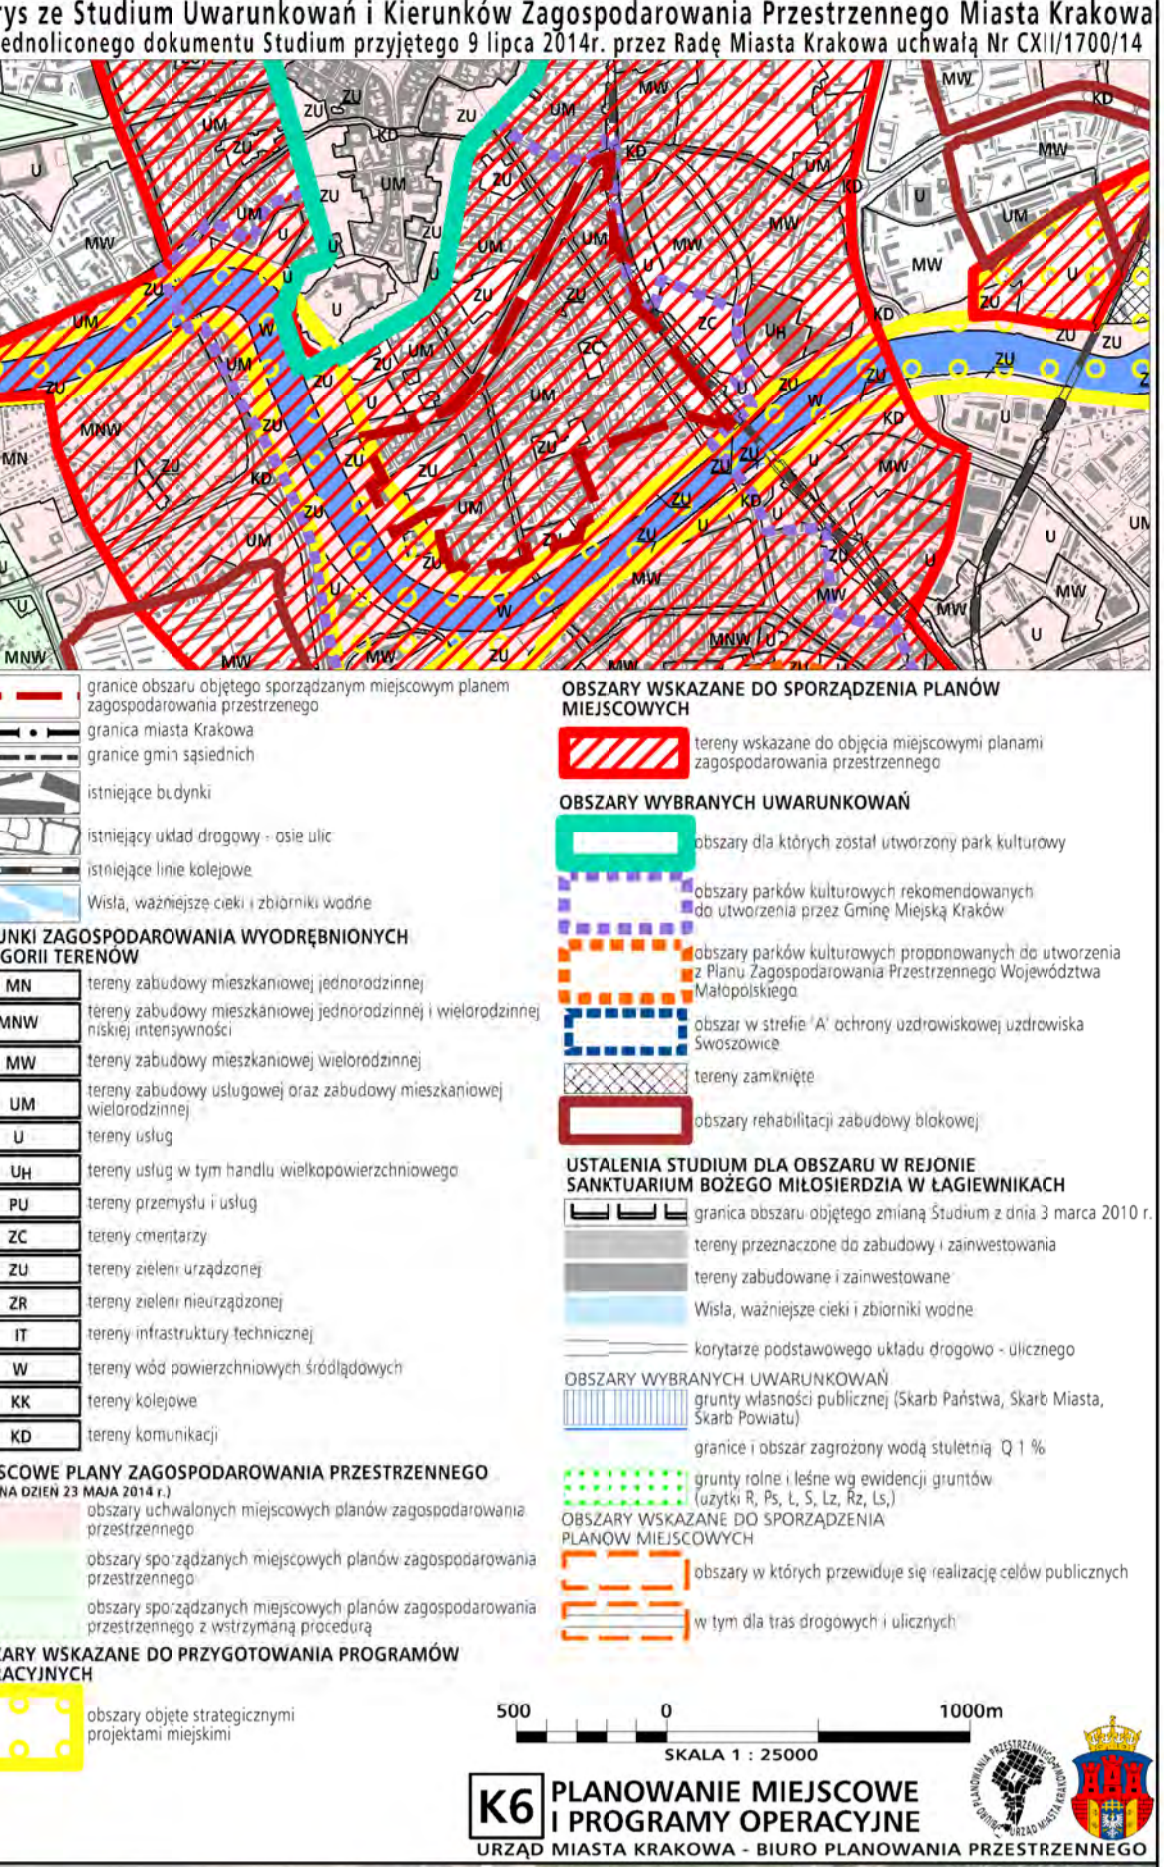 rys ze Studium Uwarunkowań i Kierunków Zagospodarowania Przestrzennego Miasta Krakowa
ednoliconego dokumentu Studium przyjętego 9 lipca 2014r. przez Radę Miasta Krakowa uchwałą Nr CXII/1700/14
granice obszaru objętego sporządzanym miejscowym planem
zagospodarowania przestrzenego
granica miasta Krakowa
granice gmin sąsiednich
istniejące budynki
istniejący układ drogowy - osie ulic
istniejące linie kolejowe
Wisła, ważniejsze cieki i zbiorniki wodne
UNKI ZAGOSPODAROWANIA WYODRĘBNIONYCH
GORII TERENÓW
MN tereny zabudowy mieszkaniowej jednorodzinnej
MNW tereny zabudowy mieszkaniowej jednorodzinnej i wielorodzinnej
niskiej intensywności
MW tereny zabudowy mieszkaniowej wielorodzinnej
UM tereny zabudowy usługowej oraz zabudowy mieszkaniowej
wielorodzinnej
U tereny usług
UH tereny usług w tym handlu wielkopowierzchniowego
PU tereny przemysłu i usług
ZC tereny cmentarzy
ZU tereny zieleni urządzonej
ZR tereny zieleni nieurządzonej
IT tereny infrastruktury technicznej
W tereny wód powierzchniowych śródlądowych
KK tereny kolejowe
KD tereny komunikacji
SCOWE PLANY ZAGOSPODAROWANIA PRZESTRZENNEGO
NA DZIEŃ 23 MAJA 2014 r.)
obszary uchwalonych miejscowych planów zagospodarowania
przestrzennego
obszary sporządzanych miejscowych planów zagospodarowania
przestrzennego
obszary sporządzanych miejscowych planów zagospodarowania
przestrzennego z wstrzymaną procedurą
ZARY WSKAZANE DO PRZYGOTOWANIA PROGRAMÓW
RACYJNYCH
obszary objęte strategicznymi
projektami miejskimi
OBSZARY WSKAZANE DO SPORZĄDZENIA PLANÓW
MIEJSCOWYCH
tereny wskazane do objęcia miejscowymi planami
zagospodarowania przestrzennego
OBSZARY WYBRANYCH UWARUNKOWAŃ
obszary dla których został utworzony park kulturowy
obszary parków kulturowych rekomendowanych
do utworzenia przez Gminę Miejską Kraków
obszary parków kulturowych proponowanych do utworzenia
z Planu Zagospodarowania Przestrzennego Województwa
Małopolskiego
obszar w strefie 'A' ochrony uzdrowiskowej uzdrowiska
Swoszowice
tereny zamknięte
obszary rehabilitacji zabudowy blokowej
USTALENIA STUDIUM DLA OBSZARU W REJONIE
SANKTUARIUM BOŻEGO MIŁOSIERDZIA W ŁAGIEWNIKACH
granica obszaru objętego zmianą Studium z dnia 3 marca 2010 r.
tereny przeznaczone do zabudowy i zainwestowania
tereny zabudowane i zainwestowane
Wisła, ważniejsze cieki i zbiorniki wodne
korytarze podstawowego układu drogowo - ulicznego
OBSZARY WYBRANYCH UWARUNKOWAŃ
grunty własności publicznej (Skarb Państwa, Skarb Miasta,
Skarb Powiatu)
granice i obszar zagrożony wodą stuletnią Q 1 %
grunty rolne i leśne wg ewidencji gruntów
(użytki R, Ps, Ł, S, Lz, Rz, Ls,)
OBSZARY WSKAZANE DO SPORZĄDZENIA
PLANÓW MIEJSCOWYCH
obszary w których przewiduje się realizację celów publicznych
w tym dla tras drogowych i ulicznych
500 0 1000m
SKALA 1 : 25000
K6 PLANOWANIE MIEJSCOWE
I PROGRAMY OPERACYJNE
URZĄD MIASTA KRAKOWA - BIURO PLANOWANIA PRZESTRZENNEGO